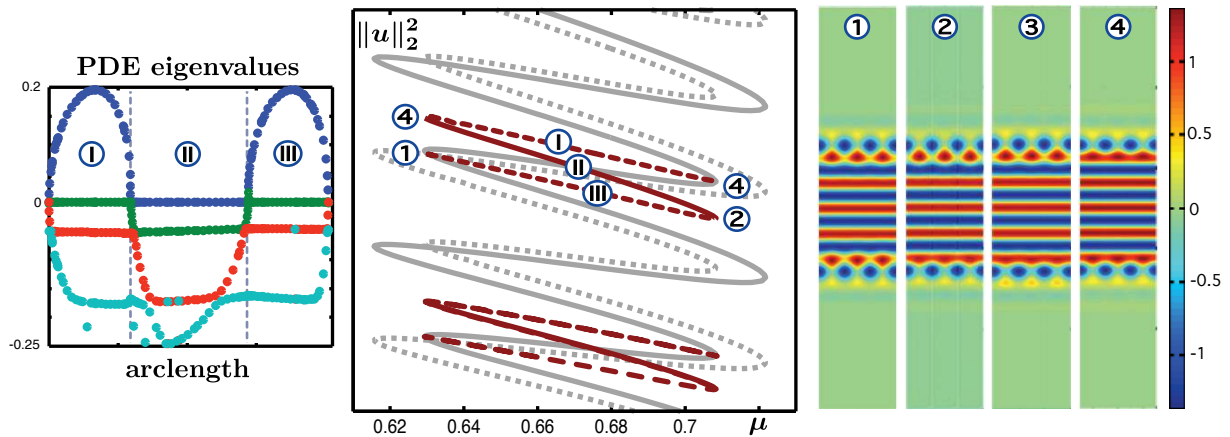 PDE eigenvalues
0.2
0
-0.25
I
II
III
arclength
‖u‖₂²
4
1
I
II
III
4
2
0.62
0.64
0.66
0.68
0.7
μ
1
2
3
4
1
0.5
0
-0.5
-1